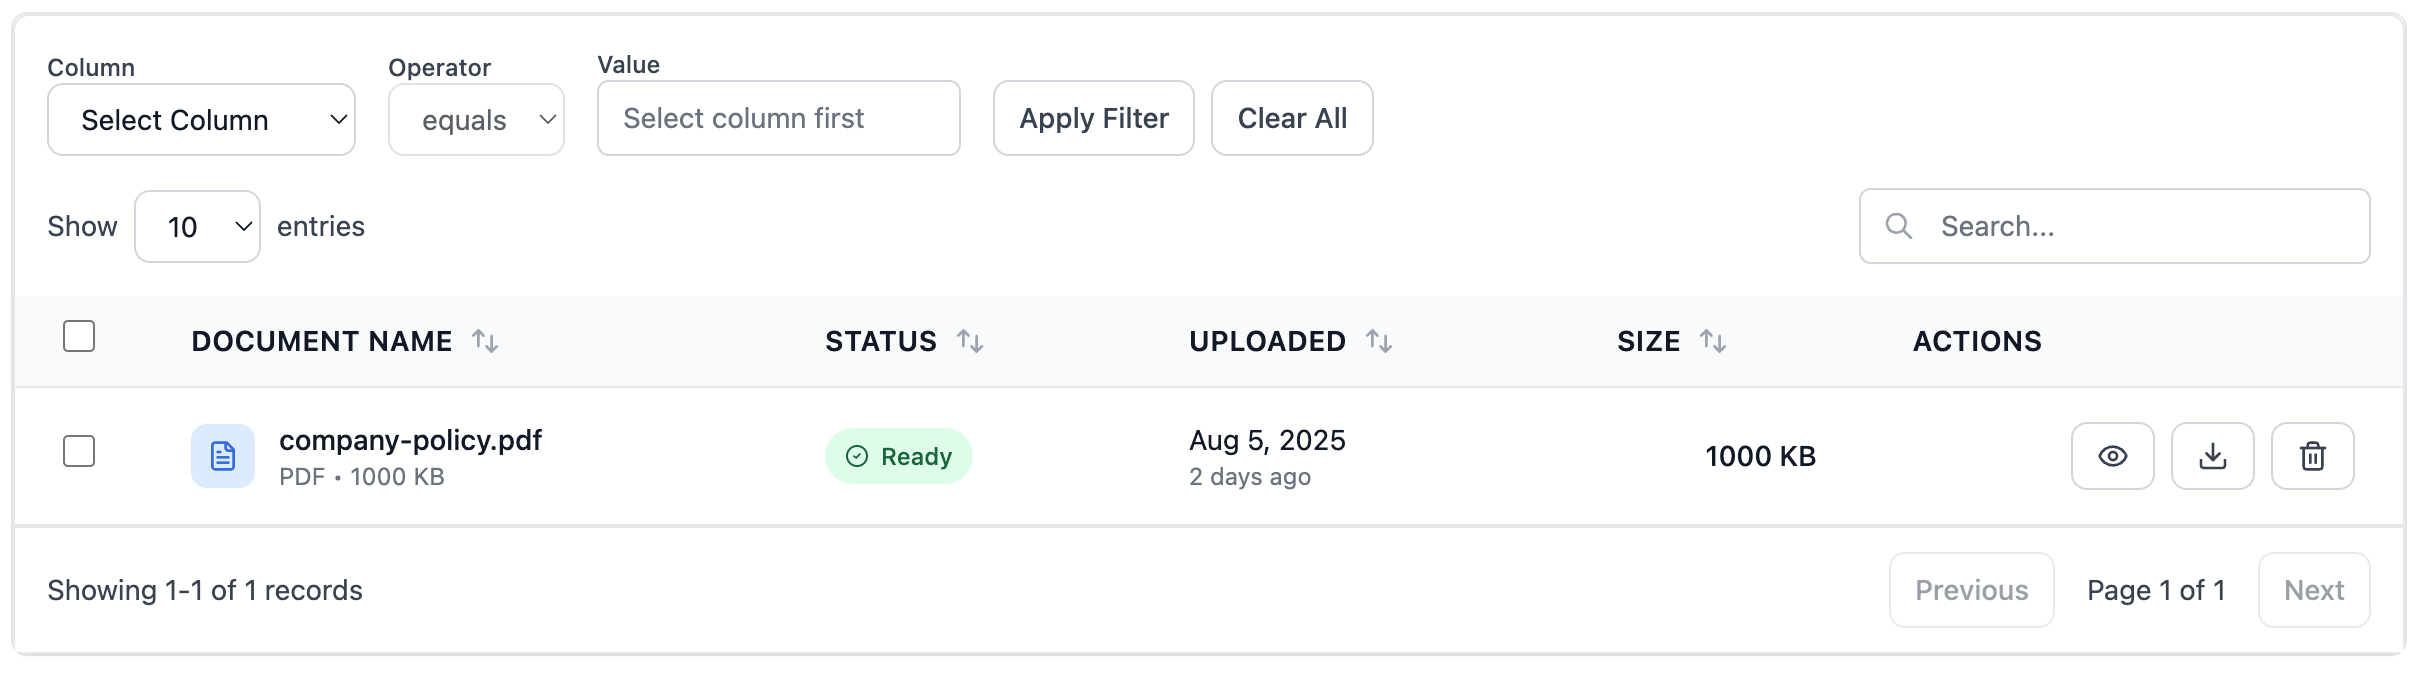 Column
Operator
Value
Select Column
equals
Select column first
Apply Filter
Clear All
Show 10 entries
Search...
DOCUMENT NAME
STATUS
UPLOADED
SIZE
ACTIONS
company-policy.pdf
PDF • 1000 KB
Ready
Aug 5, 2025
2 days ago
1000 KB
Showing 1-1 of 1 records
Previous
Page 1 of 1
Next